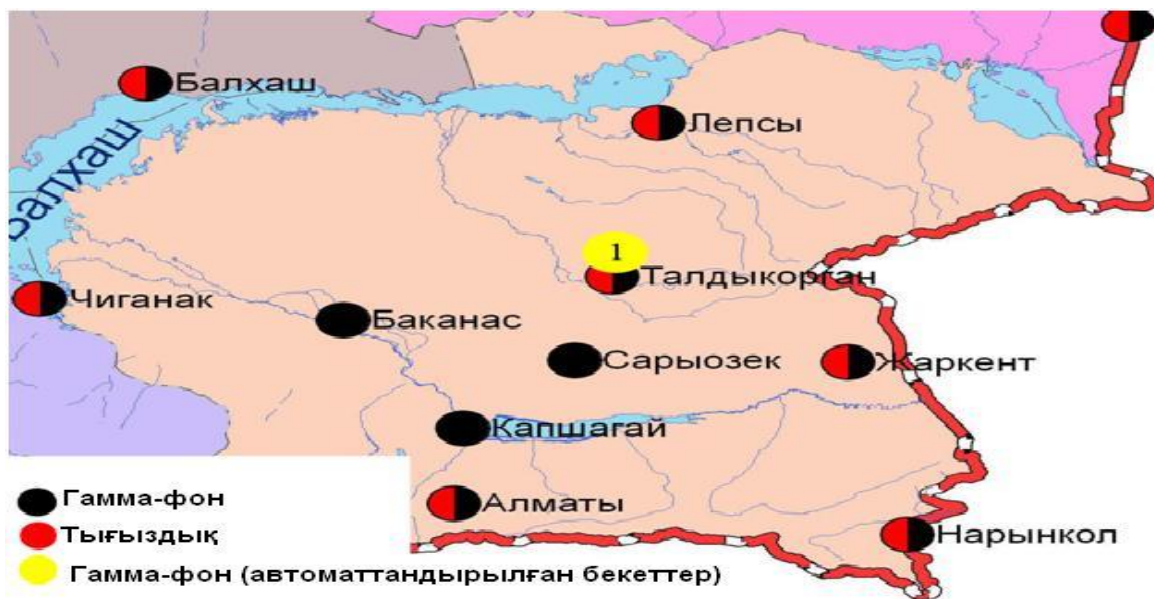 Балхаш
Лепсы
Балхаш
1
Талдыкорган
Чиганак
Баканас
Сарыозек
Жаркент
Капшагай
Гамма-фон
Алматы
Тығыздық
Нарынкол
Гамма-фон (автоматтандырылған бекеттер)